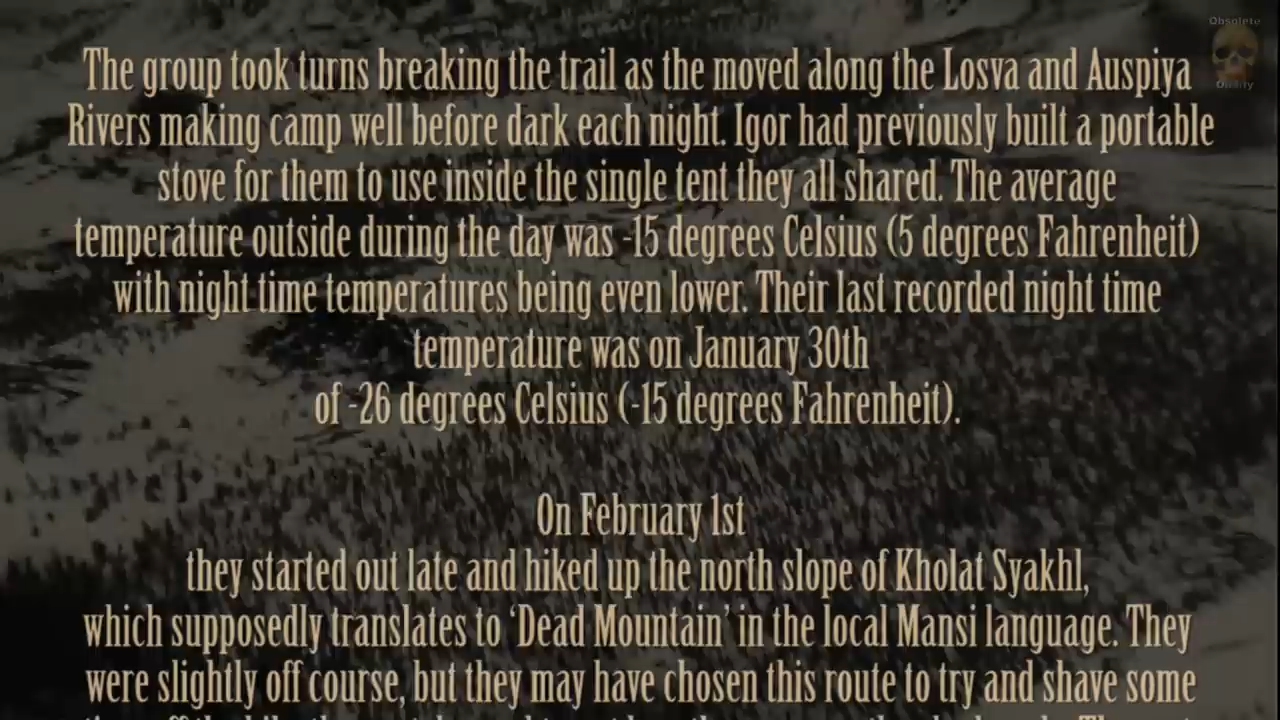 Obsolete
Oddity
The group took turns breaking the trail as the moved along the Losva and Auspiya
Rivers making camp well before dark each night. Igor had previously built a portable
stove for them to use inside the single tent they all shared. The average
temperature outside during the day was -15 degrees Celsius (5 degrees Fahrenheit)
with night time temperatures being even lower. Their last recorded night time
temperature was on January 30th
of -26 degrees Celsius (-15 degrees Fahrenheit).
On February 1st
they started out late and hiked up the north slope of Kholat Syakhl,
which supposedly translates to ‘Dead Mountain’ in the local Mansi language. They
were slightly off course, but they may have chosen this route to try and shave some